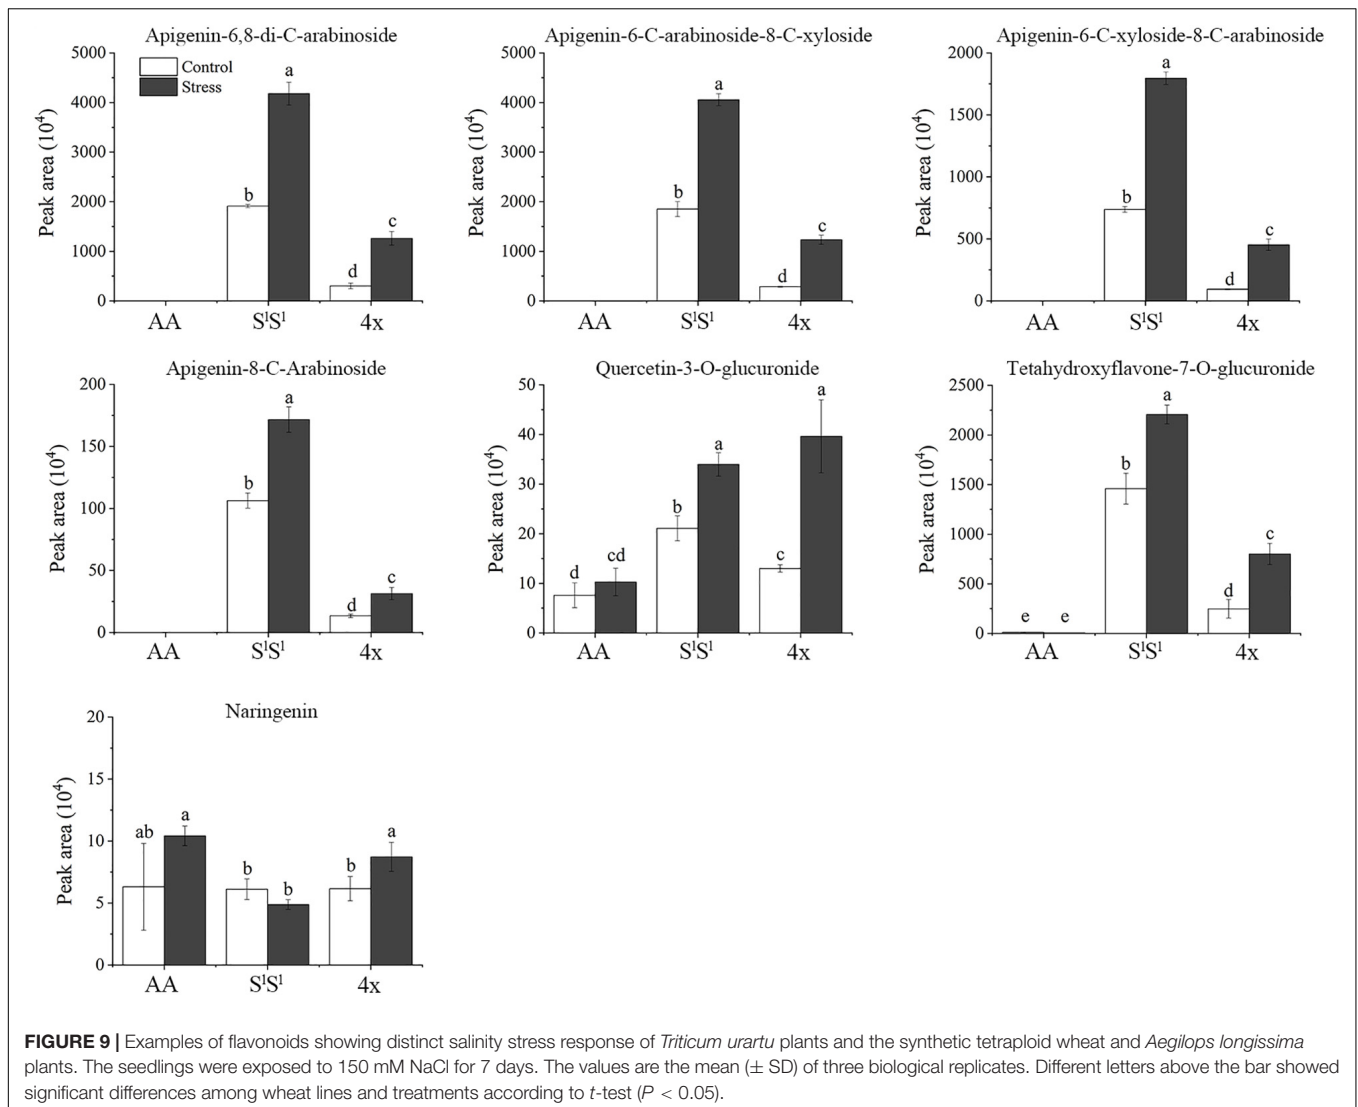 Apigenin-6,8-di-C-arabinoside
Peak area (10⁴)
5000
4000
3000
2000
1000
0
Control
Stress
b
a
d
c
AA
SˡSˡ
4x
Apigenin-6-C-arabinoside-8-C-xyloside
Peak area (10⁴)
5000
4000
3000
2000
1000
0
b
a
d
c
AA
SˡSˡ
4x
Apigenin-6-C-xyloside-8-C-arabinoside
Peak area (10⁴)
2000
1500
1000
500
0
b
a
d
c
AA
SˡSˡ
4x
Apigenin-8-C-Arabinoside
Peak area (10⁴)
200
150
100
50
0
b
a
d
c
AA
SˡSˡ
4x
Quercetin-3-O-glucuronide
Peak area (10⁴)
50
40
30
20
10
0
d
cd
b
a
c
a
AA
SˡSˡ
4x
Tetahydroxyflavone-7-O-glucuronide
Peak area (10⁴)
2500
2000
1500
1000
500
0
e
e
b
a
d
c
AA
SˡSˡ
4x
Naringenin
Peak area (10⁴)
20
15
10
5
0
ab
a
b
b
b
a
AA
SˡSˡ
4x
FIGURE 9 | Examples of flavonoids showing distinct salinity stress response of Triticum urartu plants and the synthetic tetraploid wheat and Aegilops longissima
plants. The seedlings were exposed to 150 mM NaCl for 7 days. The values are the mean (± SD) of three biological replicates. Different letters above the bar showed
significant differences among wheat lines and treatments according to t-test (P < 0.05).